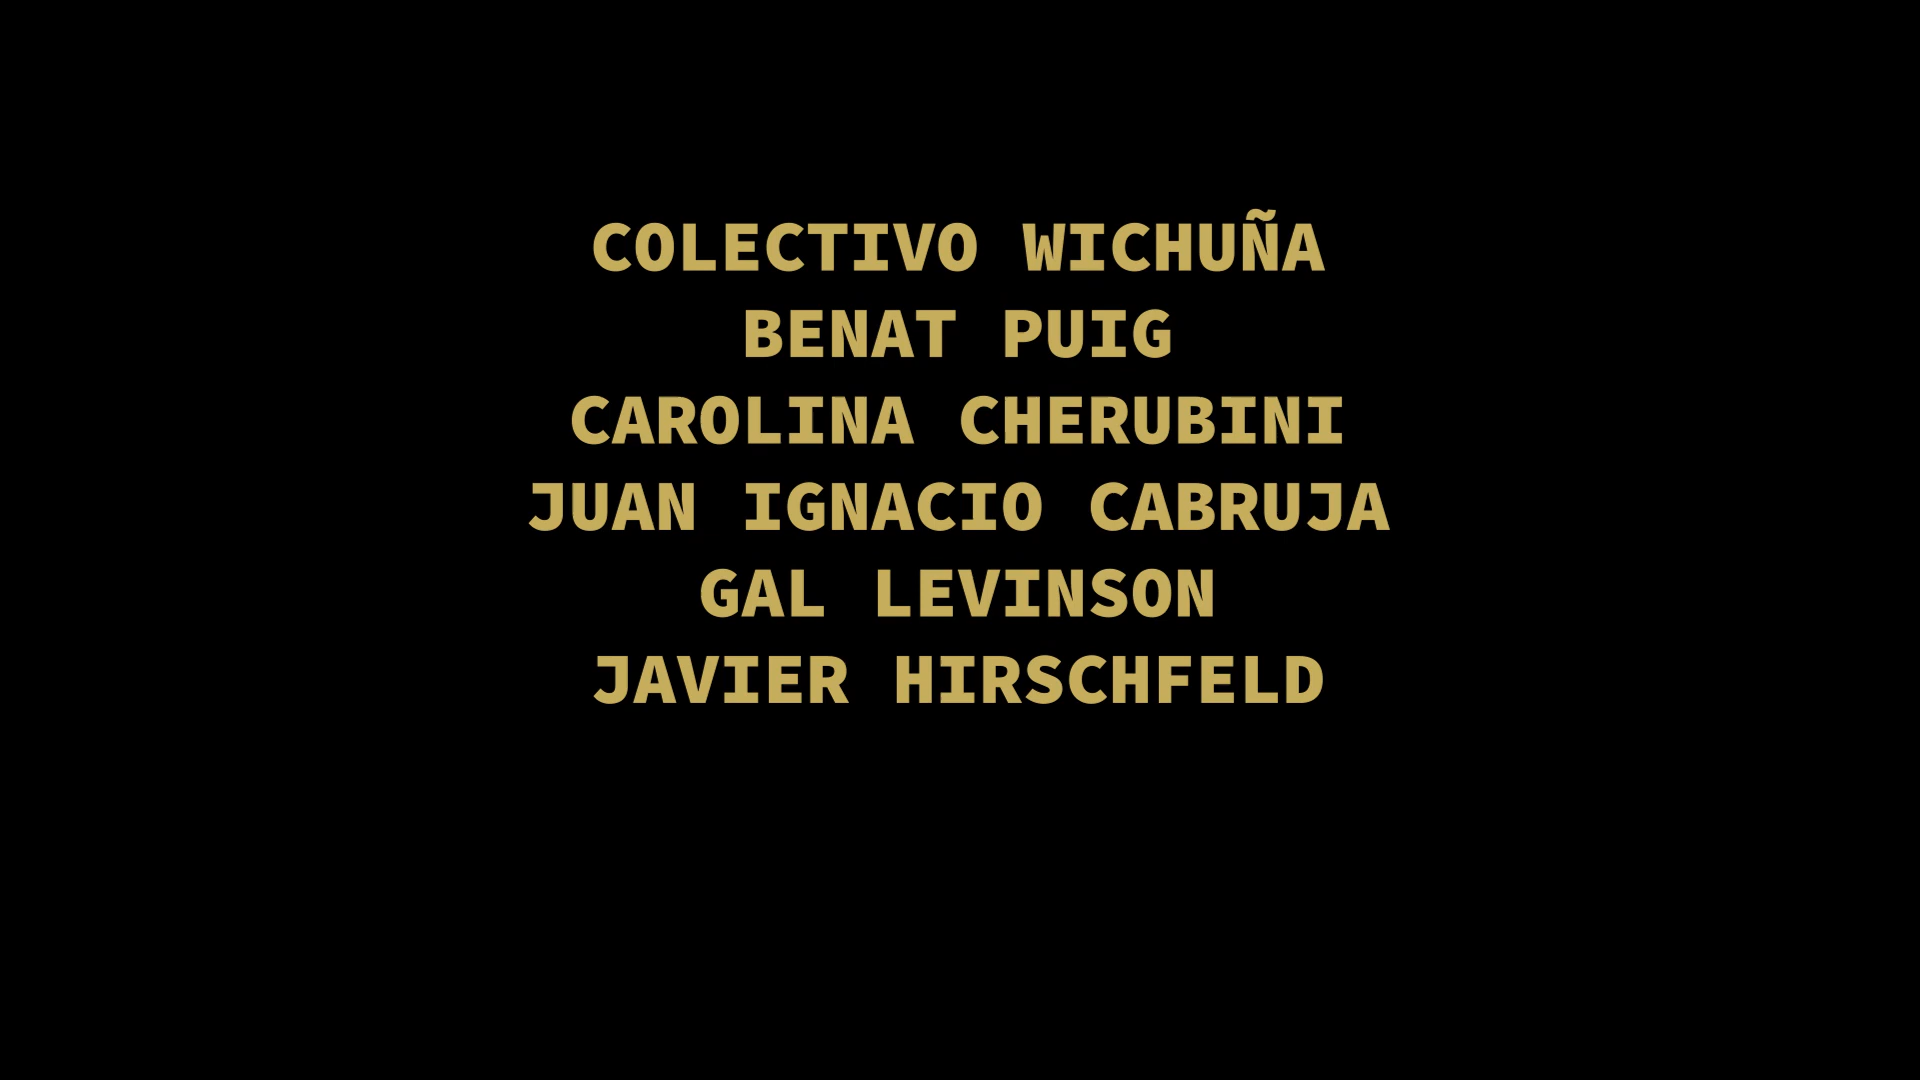 COLECTIVO WICHUÑA
BENAT PUIG
CAROLINA CHERUBINI
JUAN IGNACIO CABRUJA
GAL LEVINSON
JAVIER HIRSCHFELD